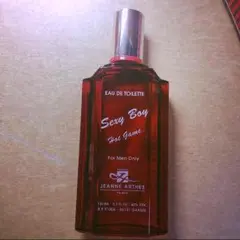 EAU DE TOILETTE
Sexy Boy
Hot Game
For Men Only
JEANNE ARTHES